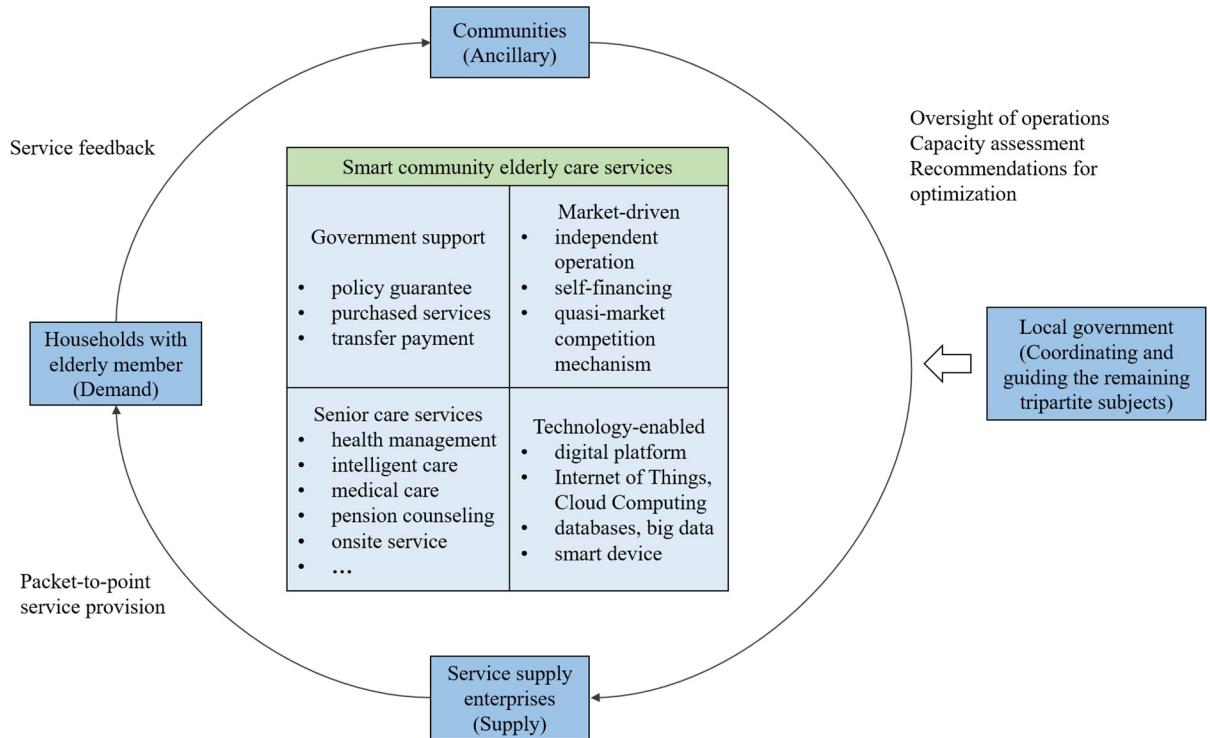 Communities
(Ancillary)
Oversight of operations
Capacity assessment
Recommendations for
optimization
Service feedback
Smart community elderly care services
Government support
• policy guarantee
• purchased services
• transfer payment
Market-driven
• independent
operation
• self-financing
• quasi-market
competition
mechanism
Households with
elderly member
(Demand)
Local government
(Coordinating and
guiding the remaining
tripartite subjects)
Senior care services
• health management
• intelligent care
• medical care
• pension counseling
• onsite service
• ...
Technology-enabled
• digital platform
• Internet of Things,
Cloud Computing
• databases, big data
• smart device
Packet-to-point
service provision
Service supply
enterprises
(Supply)